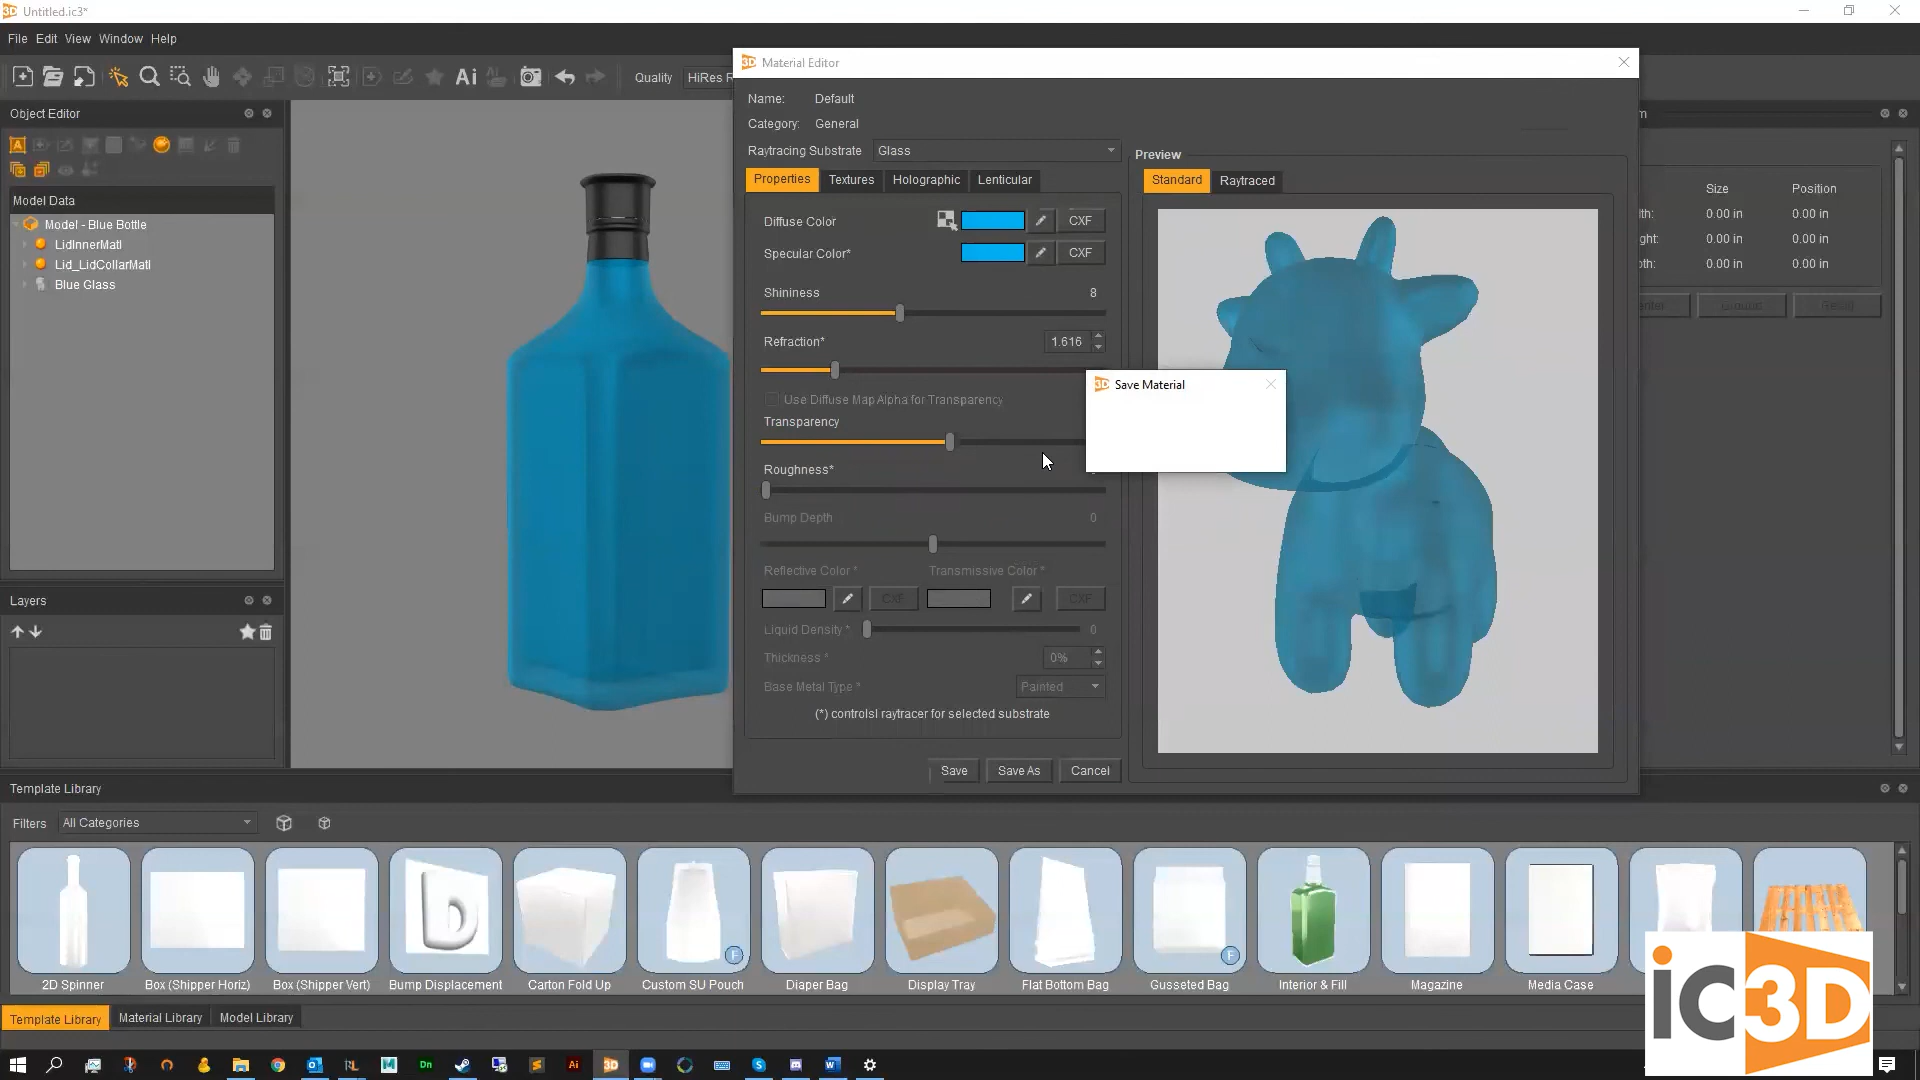 Untitled.ic3*
File Edit View Window Help
Quality HiRes R
Ai
Object Editor
Model Data
Model - Blue Bottle
LidInnerMatl
Lid_LidCollarMatl
Blue Glass
Layers
Material Editor
Name: Default
Category: General
Raytracing Substrate Glass
Properties Textures Holographic Lenticular
Diffuse Color CXF
Specular Color* CXF
Shininess 8
Refraction* 1.616
Use Diffuse Map Alpha for Transparency
Transparency
Roughness*
Bump Depth 0
Reflective Color * Transmissive Color *
CXF CXF
Liquid Density * 0
Thickness * 0%
Base Metal Type * Painted
(*) controlsl raytracer for selected substrate
Save Save As Cancel
Preview
Standard Raytraced
Save Material
Size Position
0.00 in 0.00 in
0.00 in 0.00 in
0.00 in 0.00 in
Template Library
Filters All Categories
2D Spinner
Box (Shipper Horiz)
Box (Shipper Vert)
Bump Displacement
Carton Fold Up
Custom SU Pouch
Diaper Bag
Display Tray
Flat Bottom Bag
Gusseted Bag
Interior & Fill
Magazine
Media Case
Template Library Material Library Model Library
iC3D